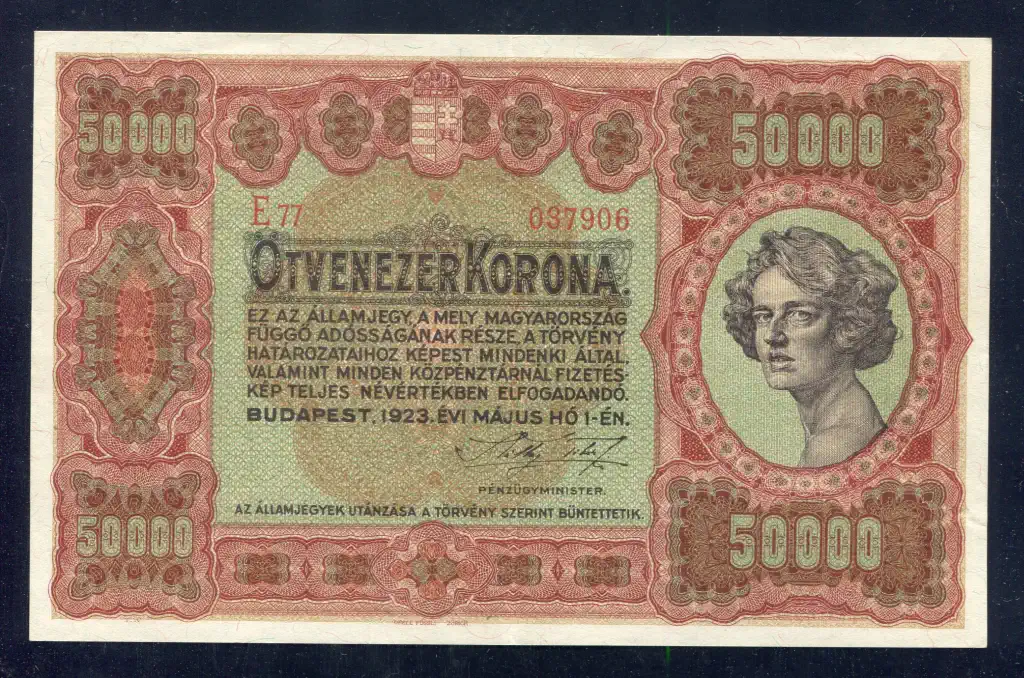 50000
50000
E 77
037906
ÖTVENEZER KORONA.
EZ AZ ÁLLAMJEGY, A MELY MAGYARORSZÁG
FÜGGŐ ADÓSSÁGÁNAK RÉSZE, A TÖRVÉNY
HATÁROZATAIHOZ KÉPEST MINDENKI ÁLTAL,
VALAMINT MINDEN KÖZPÉNZTÁRNÁL FIZETÉS-
KÉP TELJES NÉVÉRTÉKBEN ELFOGADANDÓ.
BUDAPEST, 1923. ÉVI MÁJUS HÓ 1-ÉN.
PÉNZÜGYMINISTER.
AZ ÁLLAMJEGYEK UTÁNZÁSA A TÖRVÉNY SZERINT BÜNTETTETIK.
50000
50000